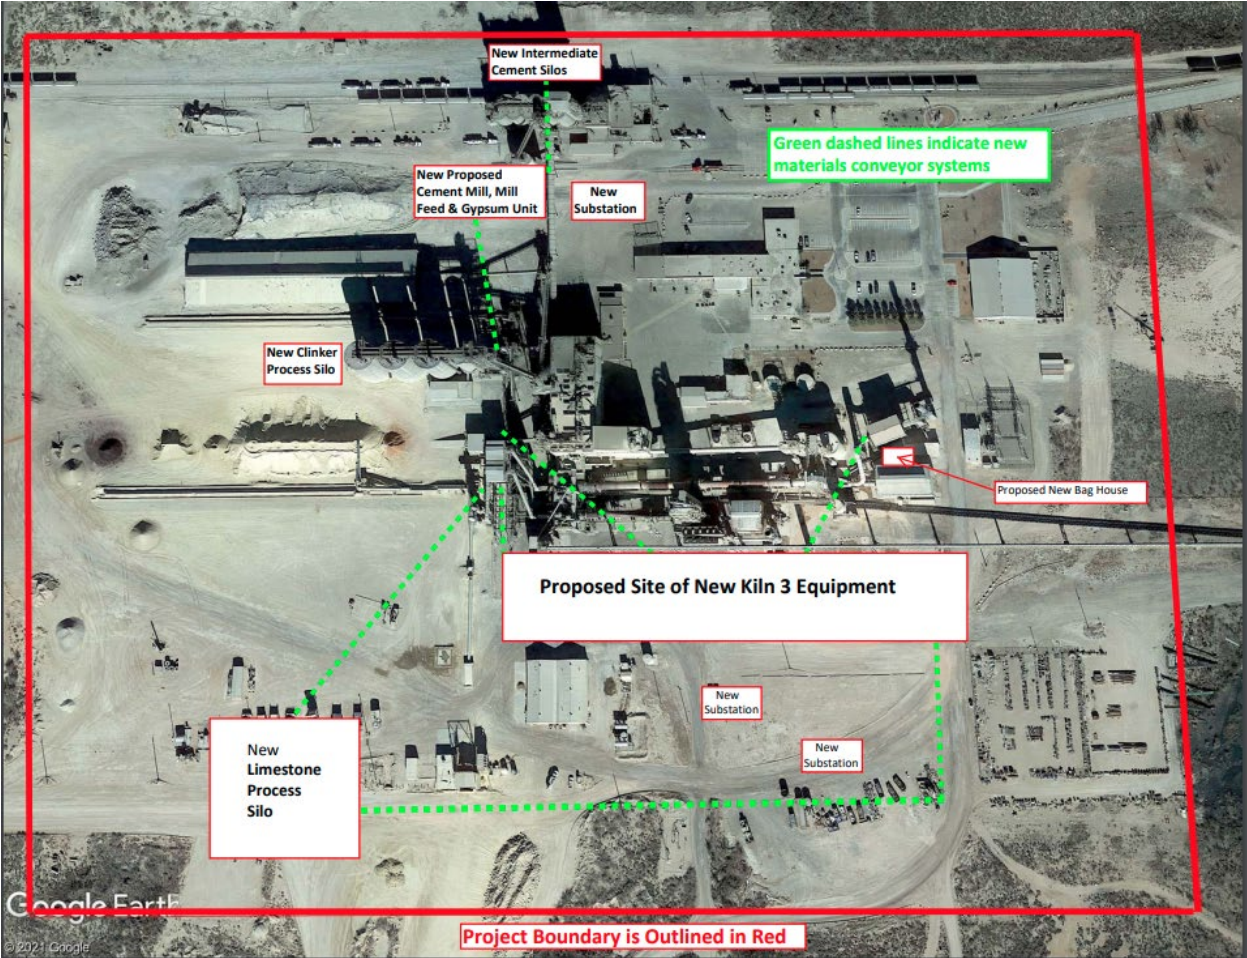 New Intermediate
Cement Silos
Green dashed lines indicate new
materials conveyor systems
New Proposed
Cement Mill, Mill
Feed & Gypsum Unit
New
Substation
New Clinker
Process Silo
Proposed New Bag House
Proposed Site of New Kiln 3 Equipment
New
Substation
New
Substation
New
Limestone
Process
Silo
Google Earth
Project Boundary is Outlined in Red
© 2021 Google